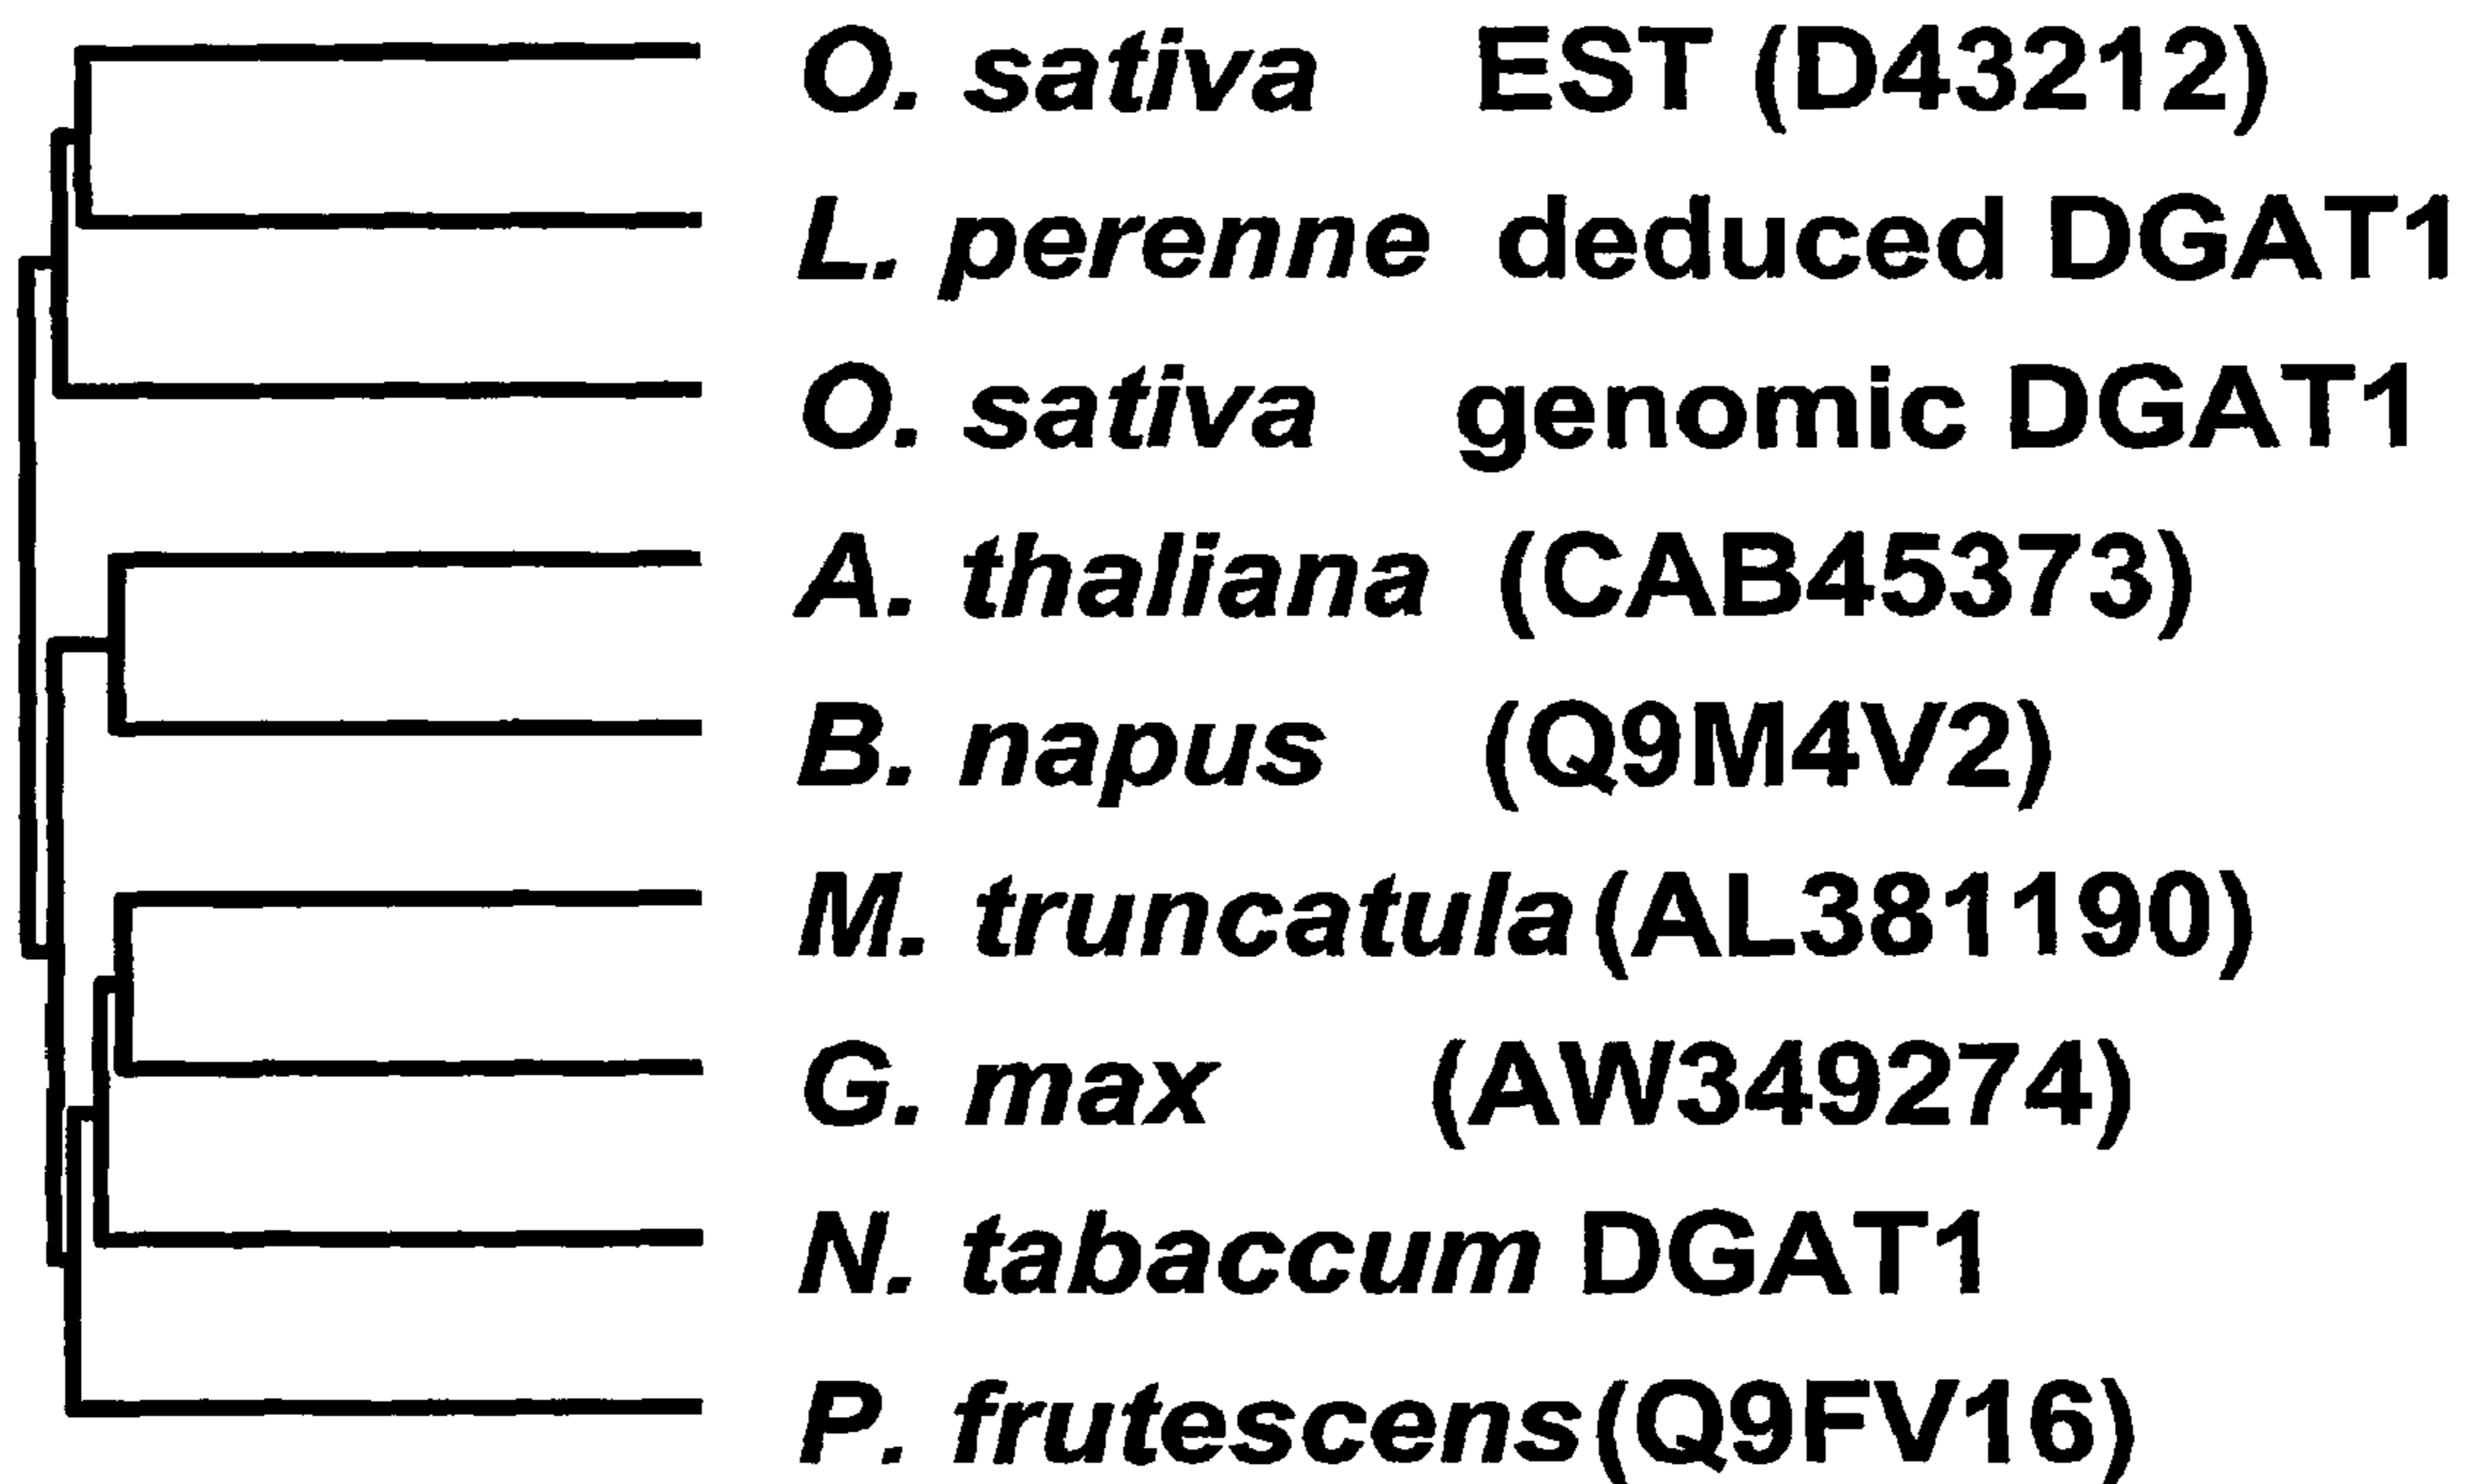 O. sativa EST (D43212)
L. perenne deduced DGAT1
O. sativa genomic DGAT1
A. thaliana (CAB45373)
B. napus (Q9M4V2)
M. truncatula (AL381190)
G. max (AW349274)
N. tabaccum DGAT1
P. frutescens (Q9FV16)